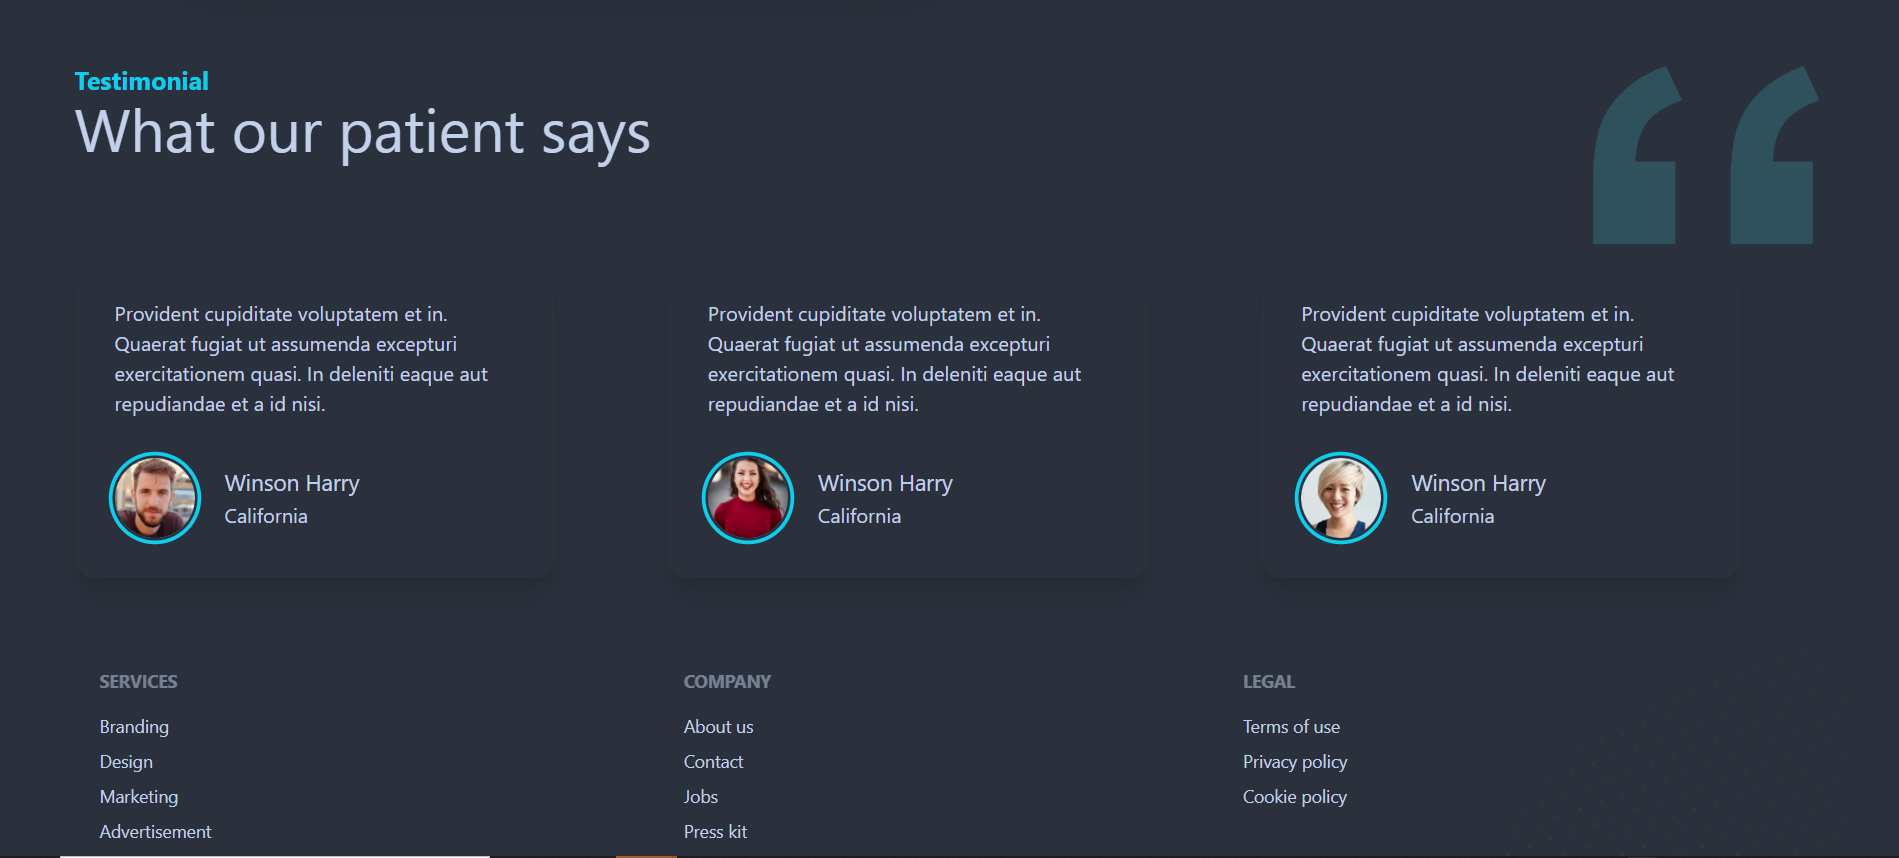 Testimonial
What our patient says
“
Provident cupiditate voluptatem et in.
Quaerat fugiat ut assumenda excepturi
exercitationem quasi. In deleniti eaque aut
repudiandae et a id nisi.
Winson Harry
California
Provident cupiditate voluptatem et in.
Quaerat fugiat ut assumenda excepturi
exercitationem quasi. In deleniti eaque aut
repudiandae et a id nisi.
Winson Harry
California
Provident cupiditate voluptatem et in.
Quaerat fugiat ut assumenda excepturi
exercitationem quasi. In deleniti eaque aut
repudiandae et a id nisi.
Winson Harry
California
SERVICES
Branding
Design
Marketing
Advertisement
COMPANY
About us
Contact
Jobs
Press kit
LEGAL
Terms of use
Privacy policy
Cookie policy